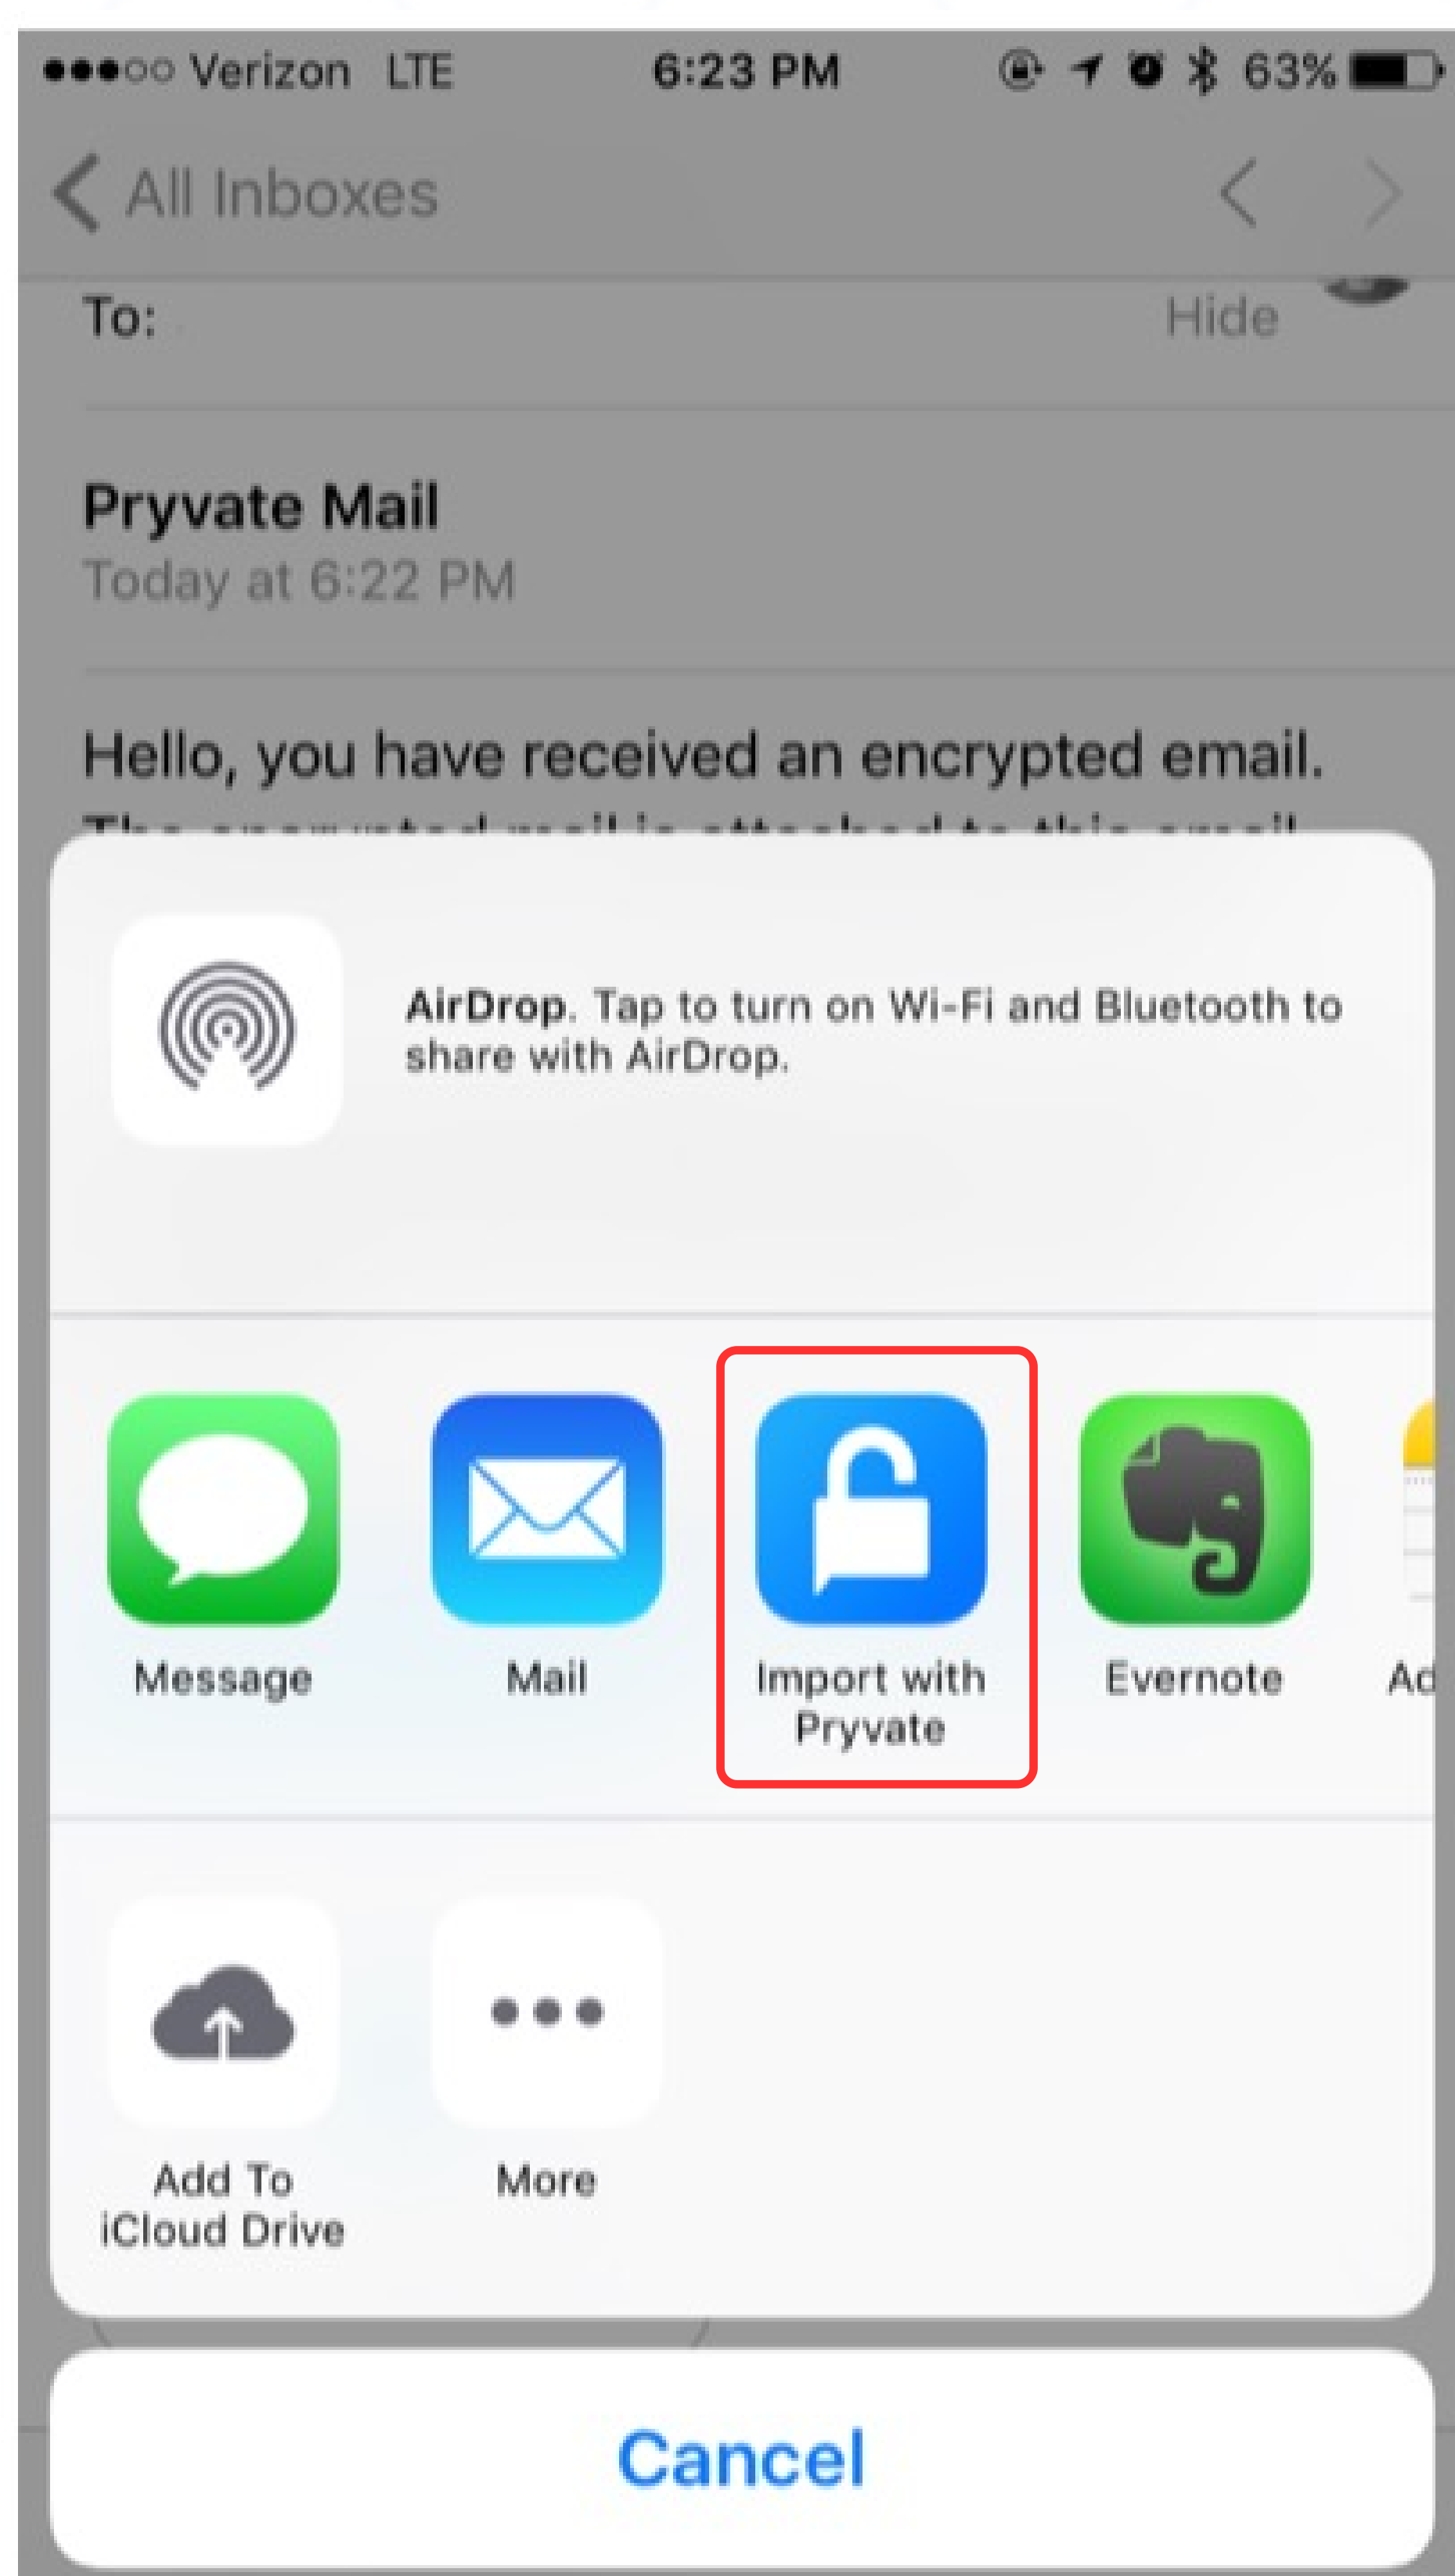 Verizon LTE 6:23 PM 63%
All Inboxes
To: Hide
Pryvate Mail
Today at 6:22 PM
Hello, you have received an encrypted email.
AirDrop. Tap to turn on Wi-Fi and Bluetooth to
share with AirDrop.
Message Mail Import with Evernote
Pryvate
Add To More
iCloud Drive
Cancel